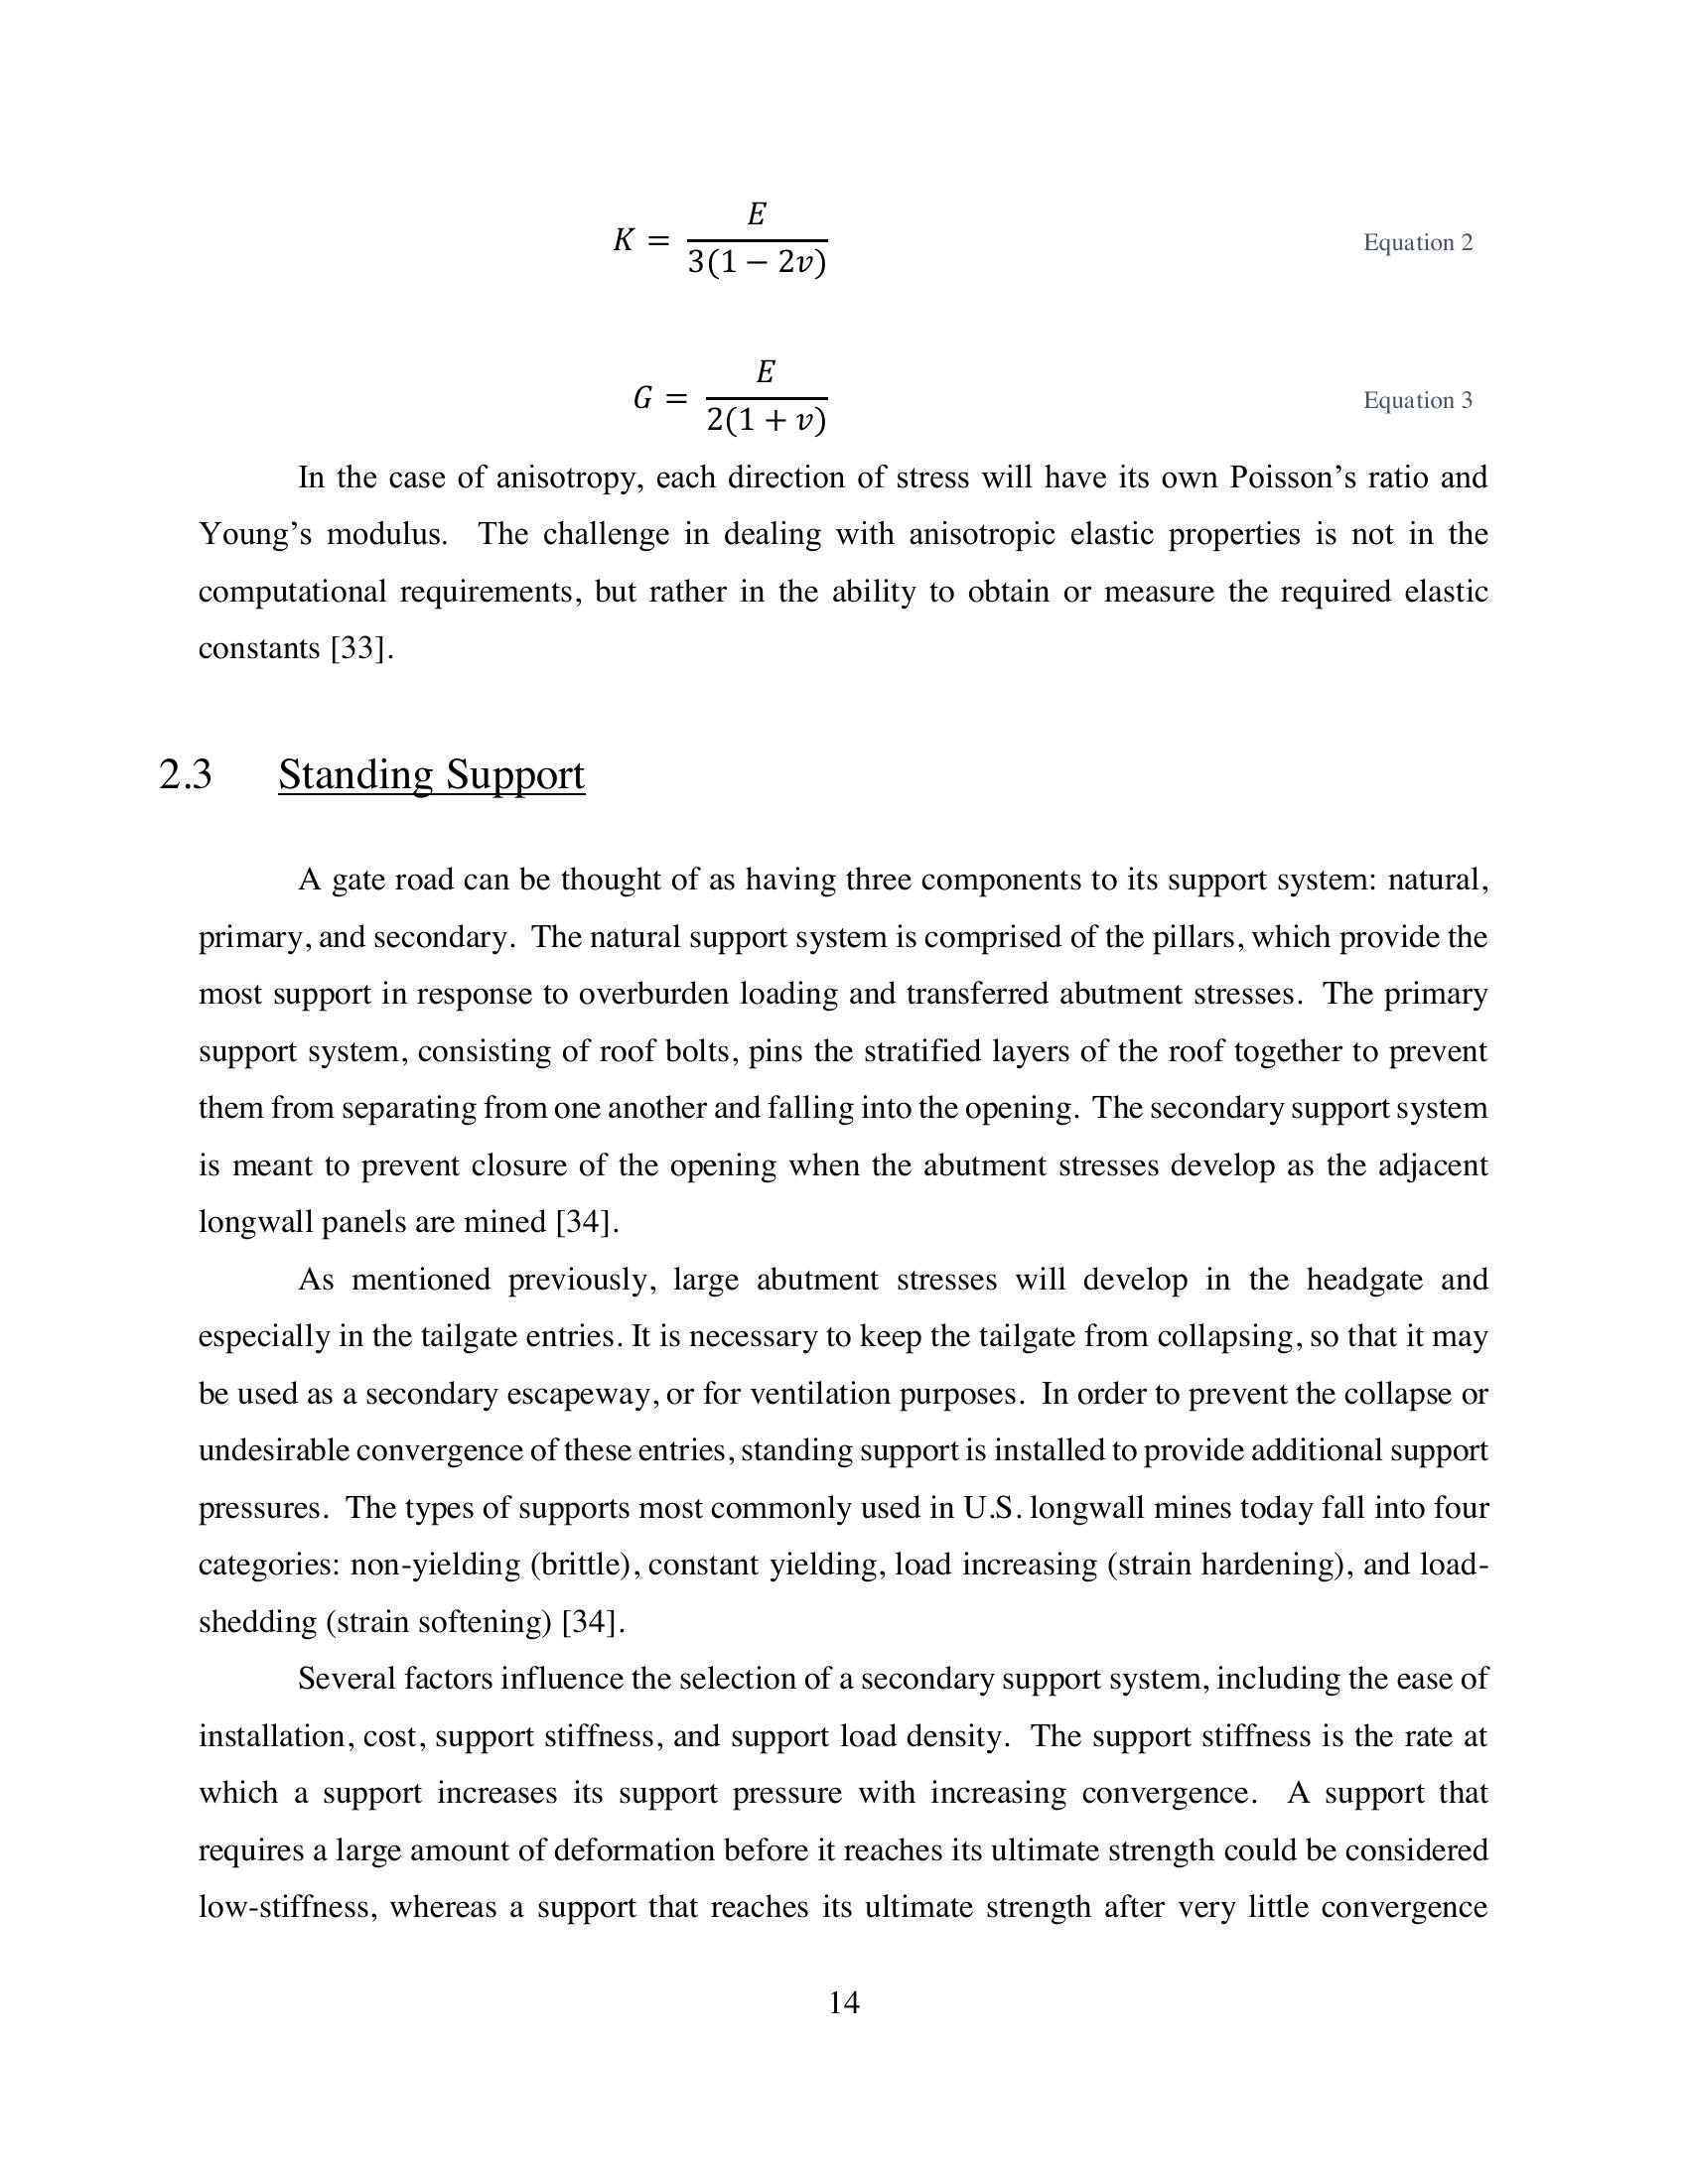 K = E / 3(1 − 2v) Equation 2
G = E / 2(1 + v) Equation 3
In the case of anisotropy, each direction of stress will have its own Poisson’s ratio and
Young’s modulus. The challenge in dealing with anisotropic elastic properties is not in the
computational requirements, but rather in the ability to obtain or measure the required elastic
constants [33].
2.3 Standing Support
A gate road can be thought of as having three components to its support system: natural,
primary, and secondary. The natural support system is comprised of the pillars, which provide the
most support in response to overburden loading and transferred abutment stresses. The primary
support system, consisting of roof bolts, pins the stratified layers of the roof together to prevent
them from separating from one another and falling into the opening. The secondary support system
is meant to prevent closure of the opening when the abutment stresses develop as the adjacent
longwall panels are mined [34].
As mentioned previously, large abutment stresses will develop in the headgate and
especially in the tailgate entries. It is necessary to keep the tailgate from collapsing, so that it may
be used as a secondary escapeway, or for ventilation purposes. In order to prevent the collapse or
undesirable convergence of these entries, standing support is installed to provide additional support
pressures. The types of supports most commonly used in U.S. longwall mines today fall into four
categories: non-yielding (brittle), constant yielding, load increasing (strain hardening), and load-
shedding (strain softening) [34].
Several factors influence the selection of a secondary support system, including the ease of
installation, cost, support stiffness, and support load density. The support stiffness is the rate at
which a support increases its support pressure with increasing convergence. A support that
requires a large amount of deformation before it reaches its ultimate strength could be considered
low-stiffness, whereas a support that reaches its ultimate strength after very little convergence
14